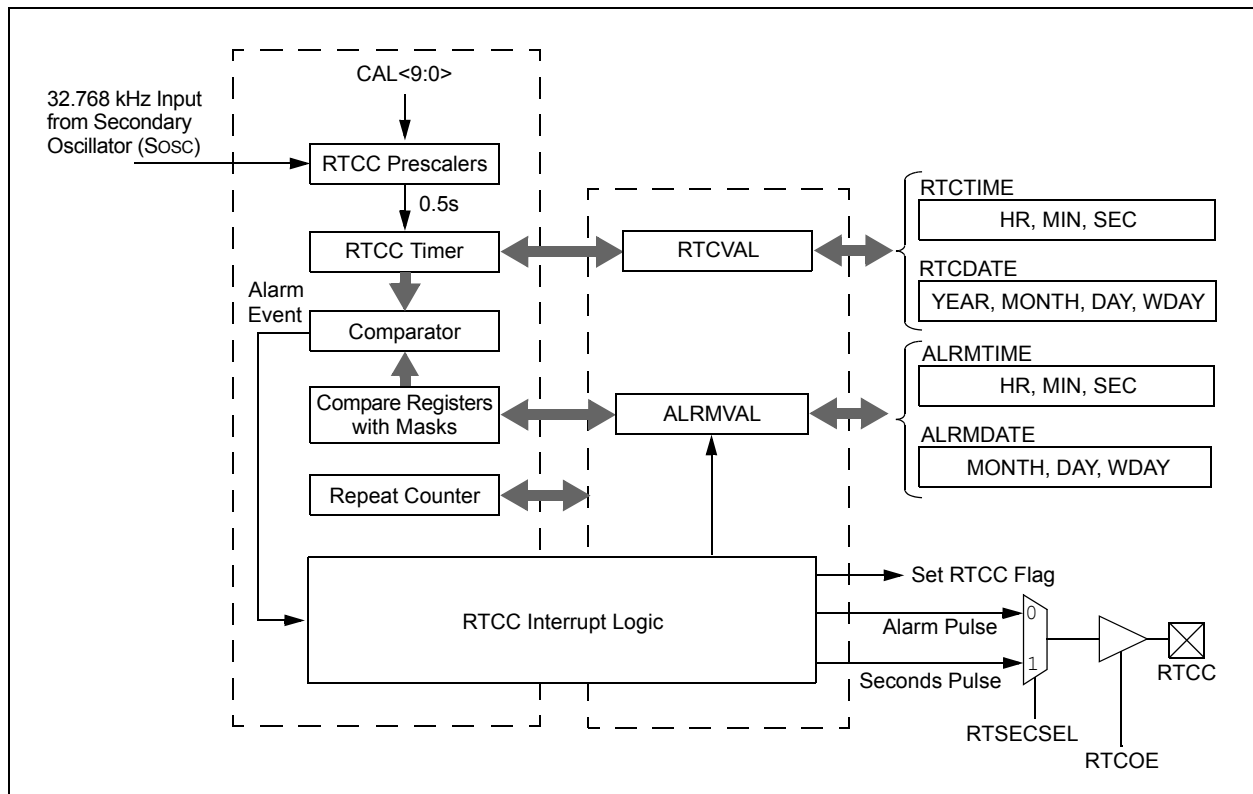 CAL<9:0>
32.768 kHz Input
from Secondary
Oscillator (SOSC)
RTCC Prescalers
0.5s
RTCC Timer
RTCVAL
RTCTIME
HR, MIN, SEC
RTCDATE
YEAR, MONTH, DAY, WDAY
Alarm
Event
Comparator
Compare Registers
with Masks
ALRMVAL
ALRMTIME
HR, MIN, SEC
ALRMDATE
MONTH, DAY, WDAY
Repeat Counter
RTCC Interrupt Logic
Set RTCC Flag
Alarm Pulse
0
Seconds Pulse
1
RTCC
RTSECSEL
RTCOE